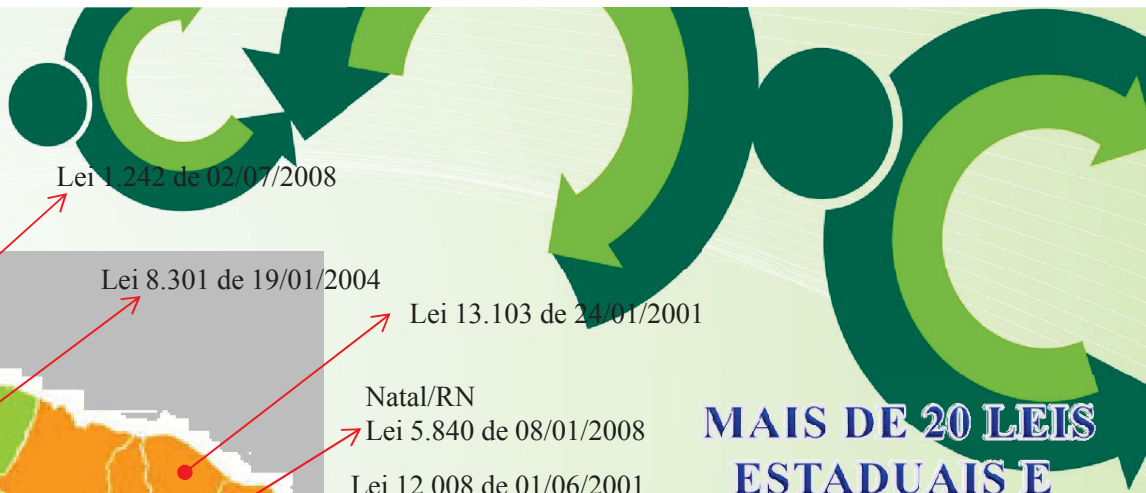 Lei 1.242 de 02/07/2008
Lei 8.301 de 19/01/2004
Lei 13.103 de 24/01/2001
Natal/RN
Lei 5.840 de 08/01/2008
Lei 12.008 de 01/06/2001
MAIS DE 20 LEIS
ESTADUAIS E